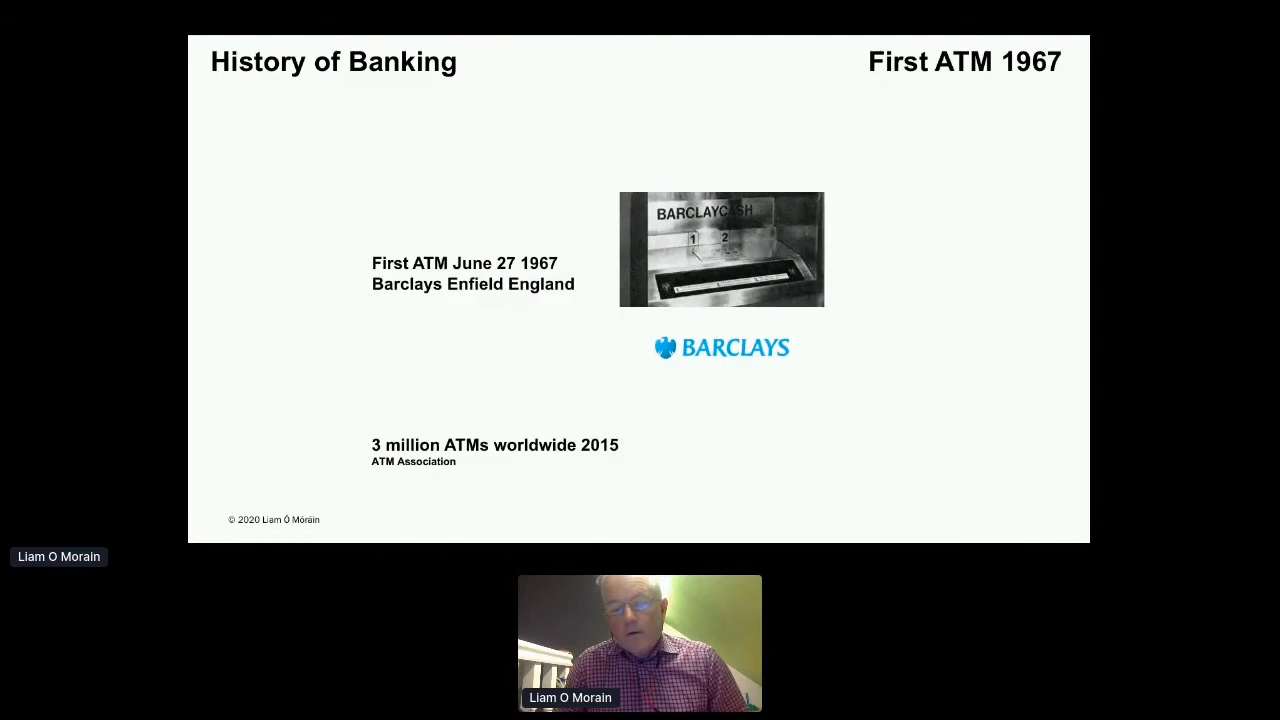 History of Banking
First ATM 1967
BARCLAYCASH
1 2
First ATM June 27 1967
Barclays Enfield England
BARCLAYS
3 million ATMs worldwide 2015
ATM Association
© 2020 Liam Ó Móráin
Liam O Morain
Liam O Morain